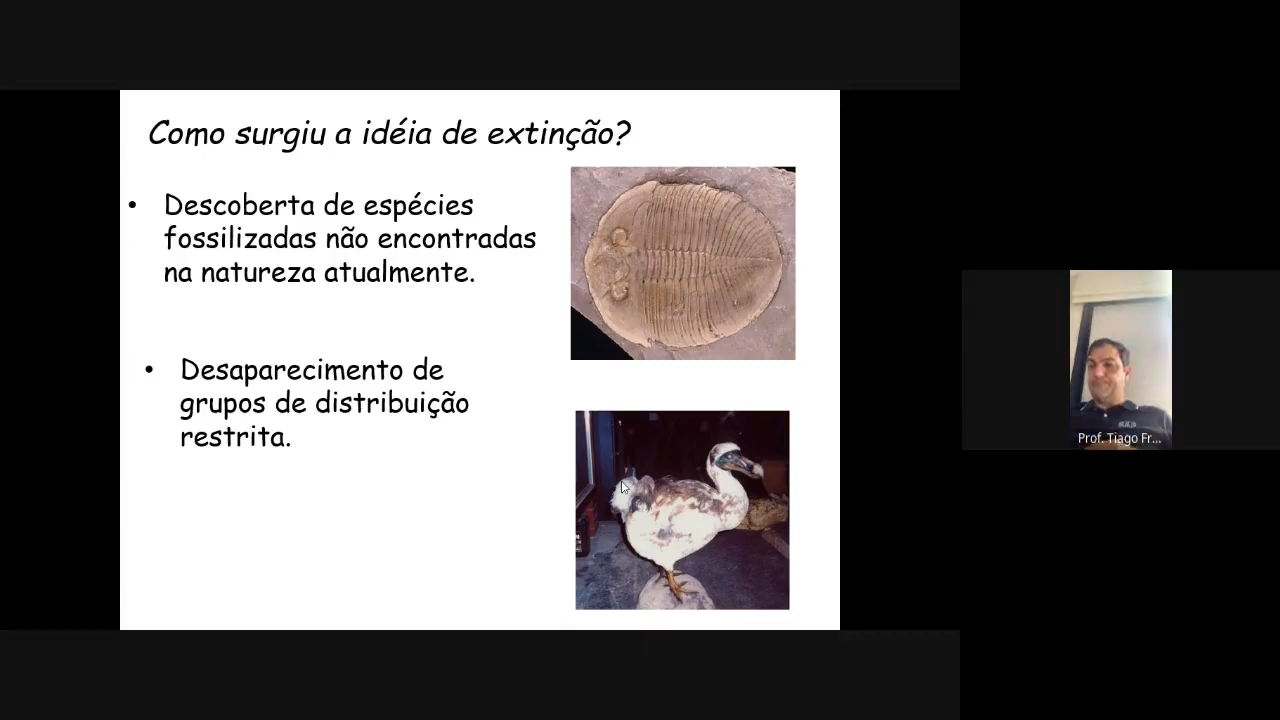 Como surgiu a idéia de extinção?
• Descoberta de espécies
fossilizadas não encontradas
na natureza atualmente.
• Desaparecimento de
grupos de distribuição
restrita.
Prof. Tiago Fr...